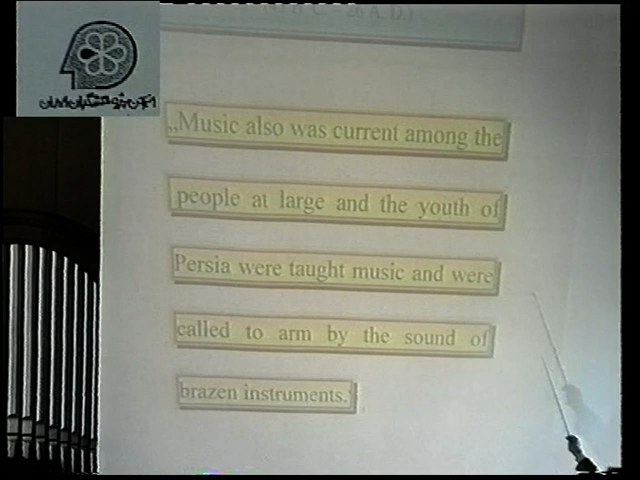 „Music also was current among the
people at large and the youth of
Persia were taught music and were
called to arm by the sound of
brazen instruments."